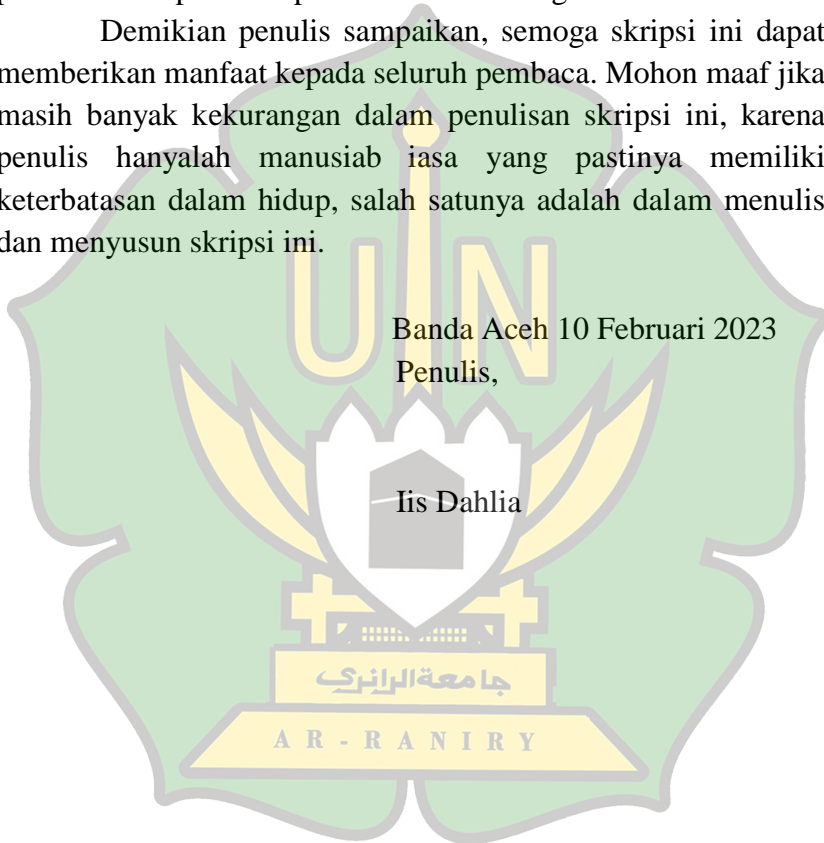 Demikian penulis sampaikan, semoga skripsi ini dapat
memberikan manfaat kepada seluruh pembaca. Mohon maaf jika
masih banyak kekurangan dalam penulisan skripsi ini, karena
penulis hanyalah manusiab iasa yang pastinya memiliki
keterbatasan dalam hidup, salah satunya adalah dalam menulis
dan menyusun skripsi ini.
Banda Aceh 10 Februari 2023
Penulis,
Iis Dahlia
UIN
جامعةالرانري
AR-RANIRY